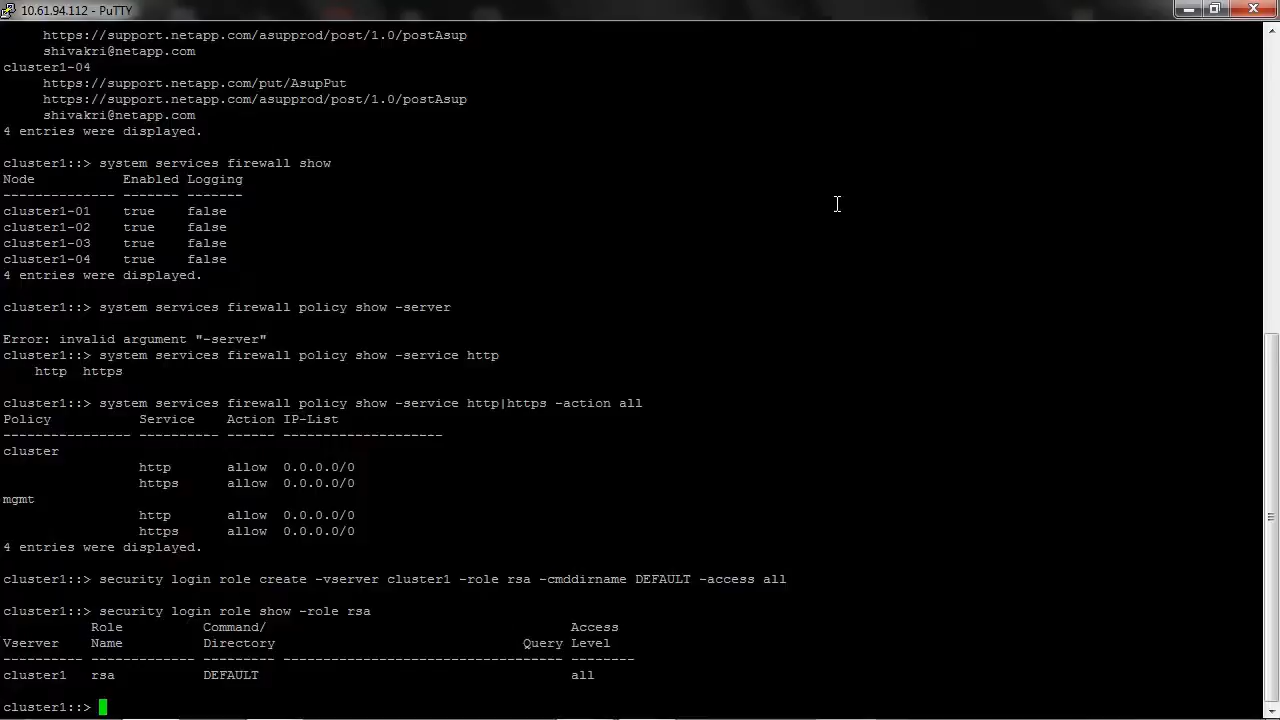 10.61.94.112 - PuTTY
https://support.netapp.com/asupprod/post/1.0/postAsup
shivakri@netapp.com
cluster1-04
https://support.netapp.com/put/AsupPut
https://support.netapp.com/asupprod/post/1.0/postAsup
shivakri@netapp.com
4 entries were displayed.
cluster1::> system services firewall show
Node           Enabled Logging
-------------- ------- -------
cluster1-01    true    false
cluster1-02    true    false
cluster1-03    true    false
cluster1-04    true    false
4 entries were displayed.
cluster1::> system services firewall policy show -server
Error: invalid argument "-server"
cluster1::> system services firewall policy show -service http
http  https
cluster1::> system services firewall policy show -service http|https -action all
Policy           Service    Action IP-List
---------------- ---------- ------ --------------------
cluster
http       allow  0.0.0.0/0
https      allow  0.0.0.0/0
mgmt
http       allow  0.0.0.0/0
https      allow  0.0.0.0/0
4 entries were displayed.
cluster1::> security login role create -vserver cluster1 -role rsa -cmddirname DEFAULT -access all
cluster1::> security login role show -role rsa
Role          Command/                                      Access
Vserver    Name          Directory                               Query Level
---------- ------------- --------- ----------------------------------- --------
cluster1   rsa           DEFAULT                                       all
cluster1::>